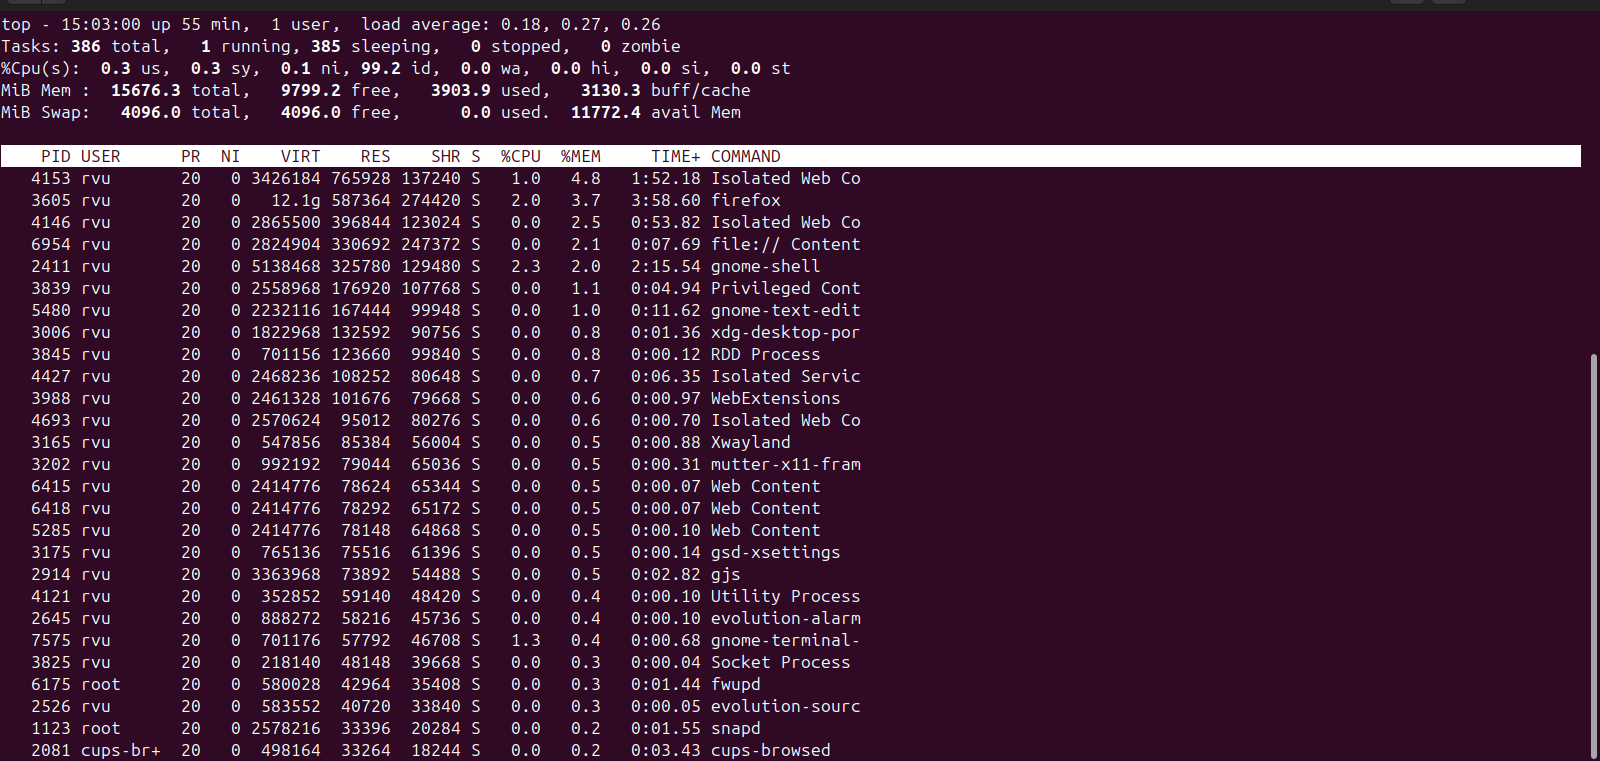 top - 15:03:00 up 55 min,  1 user,  load average: 0.18, 0.27, 0.26
Tasks: 386 total,   1 running, 385 sleeping,   0 stopped,   0 zombie
%Cpu(s):  0.3 us,  0.3 sy,  0.1 ni, 99.2 id,  0.0 wa,  0.0 hi,  0.0 si,  0.0 st
MiB Mem :  15676.3 total,   9799.2 free,   3903.9 used,   3130.3 buff/cache
MiB Swap:   4096.0 total,   4096.0 free,      0.0 used.  11772.4 avail Mem
    PID USER      PR  NI    VIRT    RES    SHR S  %CPU  %MEM     TIME+ COMMAND
   4153 rvu       20   0 3426184 765928 137240 S   1.0   4.8   1:52.18 Isolated Web Co
   3605 rvu       20   0   12.1g 587364 274420 S   2.0   3.7   3:58.60 firefox
   4146 rvu       20   0 2865500 396844 123024 S   0.0   2.5   0:53.82 Isolated Web Co
   6954 rvu       20   0 2824904 330692 247372 S   0.0   2.1   0:07.69 file:// Content
   2411 rvu       20   0 5138468 325780 129480 S   2.3   2.0   2:15.54 gnome-shell
   3839 rvu       20   0 2558968 176920 107768 S   0.0   1.1   0:04.94 Privileged Cont
   5480 rvu       20   0 2232116 167444  99948 S   0.0   1.0   0:11.62 gnome-text-edit
   3006 rvu       20   0 1822968 132592  90756 S   0.0   0.8   0:01.36 xdg-desktop-por
   3845 rvu       20   0  701156 123660  99840 S   0.0   0.8   0:00.12 RDD Process
   4427 rvu       20   0 2468236 108252  80648 S   0.0   0.7   0:06.35 Isolated Servic
   3988 rvu       20   0 2461328 101676  79668 S   0.0   0.6   0:00.97 WebExtensions
   4693 rvu       20   0 2570624  95012  80276 S   0.0   0.6   0:00.70 Isolated Web Co
   3165 rvu       20   0  547856  85384  56004 S   0.0   0.5   0:00.88 Xwayland
   3202 rvu       20   0  992192  79044  65036 S   0.0   0.5   0:00.31 mutter-x11-fram
   6415 rvu       20   0 2414776  78624  65344 S   0.0   0.5   0:00.07 Web Content
   6418 rvu       20   0 2414776  78292  65172 S   0.0   0.5   0:00.07 Web Content
   5285 rvu       20   0 2414776  78148  64868 S   0.0   0.5   0:00.10 Web Content
   3175 rvu       20   0  765136  75516  61396 S   0.0   0.5   0:00.14 gsd-xsettings
   2914 rvu       20   0 3363968  73892  54488 S   0.0   0.5   0:02.82 gjs
   4121 rvu       20   0  352852  59140  48420 S   0.0   0.4   0:00.10 Utility Process
   2645 rvu       20   0  888272  58216  45736 S   0.0   0.4   0:00.10 evolution-alarm
   7575 rvu       20   0  701176  57792  46708 S   1.3   0.4   0:00.68 gnome-terminal-
   3825 rvu       20   0  218140  48148  39668 S   0.0   0.3   0:00.04 Socket Process
   6175 root      20   0  580028  42964  35408 S   0.0   0.3   0:01.44 fwupd
   2526 rvu       20   0  583552  40720  33840 S   0.0   0.3   0:00.05 evolution-sourc
   1123 root      20   0 2578216  33396  20284 S   0.0   0.2   0:01.55 snapd
   2081 cups-br+  20   0  498164  33264  18244 S   0.0   0.2   0:03.43 cups-browsed